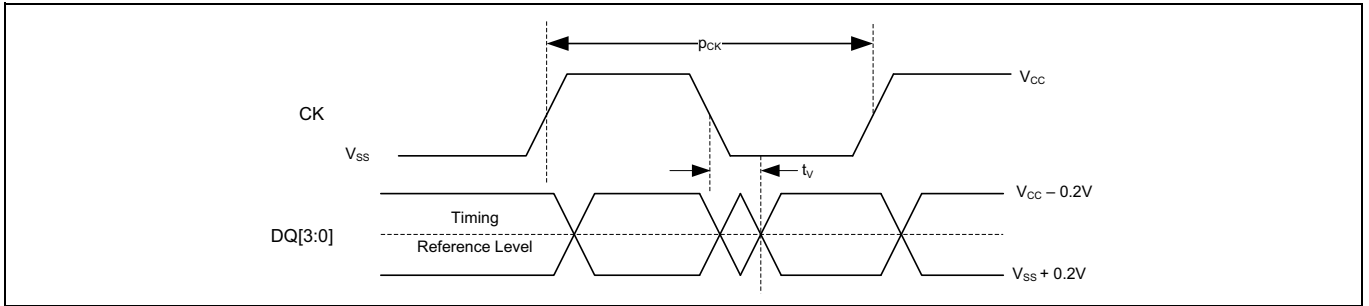 pCK
VCC
CK
VSS
tV
VCC – 0.2V
Timing
DQ[3:0]
Reference Level
VSS + 0.2V